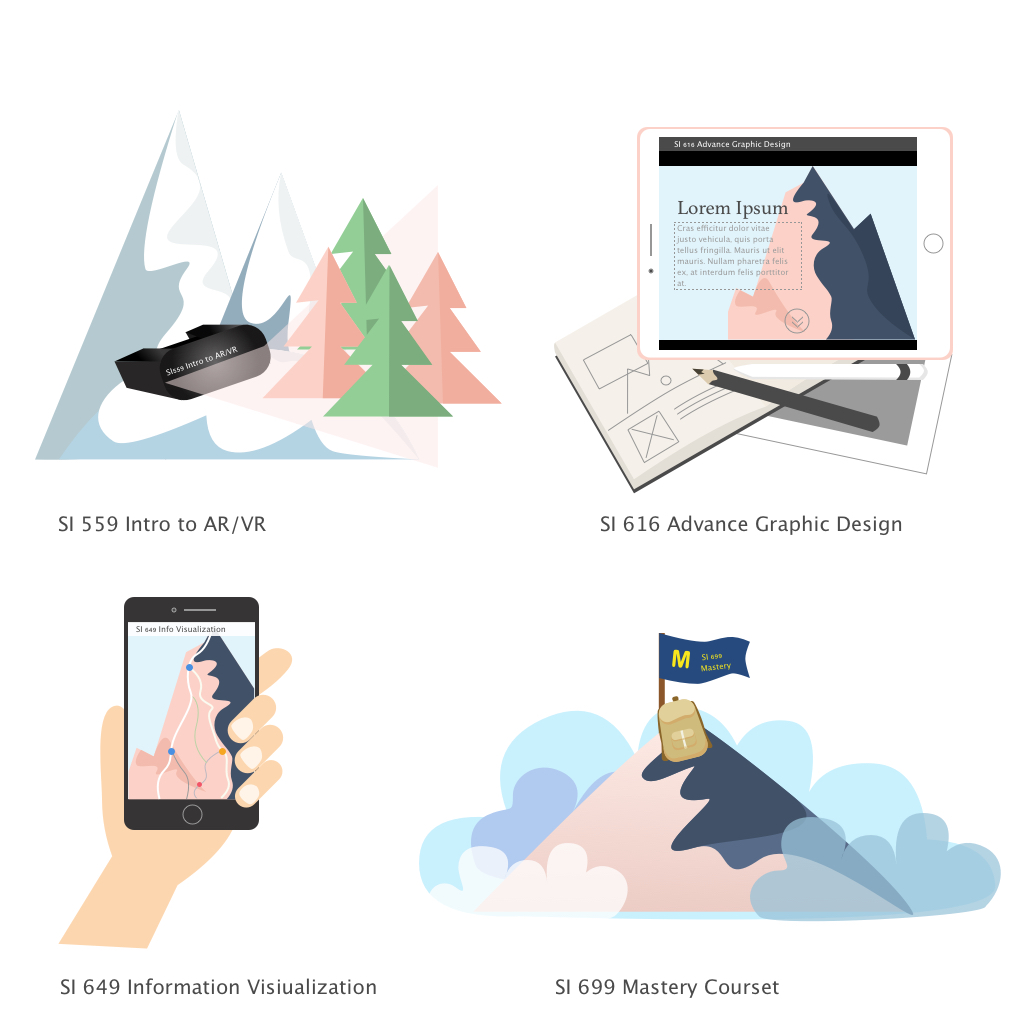 SI559 Intro to AR/VR
SI 559 Intro to AR/VR
SI 616 Advance Graphic Design
Lorem Ipsum
Cras efficitur dolor vitae
justo vehicula, quis porta
tellus fringilla. Mauris ut elit
mauris. Nullam pharetra felis
ex, at interdum felis porttitor
at.
SI 616 Advance Graphic Design
SI 649 Info Visualization
SI 649 Information Visiualization
M
SI 699
Mastery
SI 699 Mastery Courset